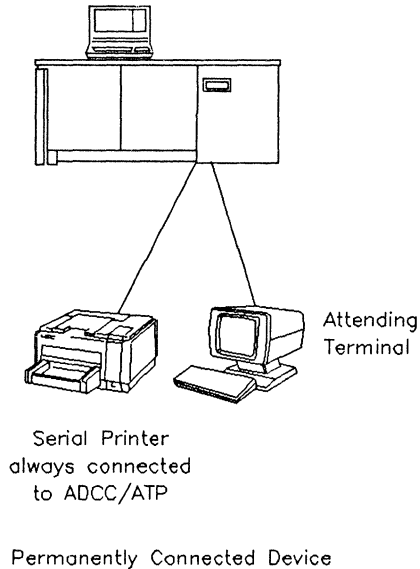 Attending
Terminal
Serial Printer
always connected
to ADCC/ATP
Permanently Connected Device